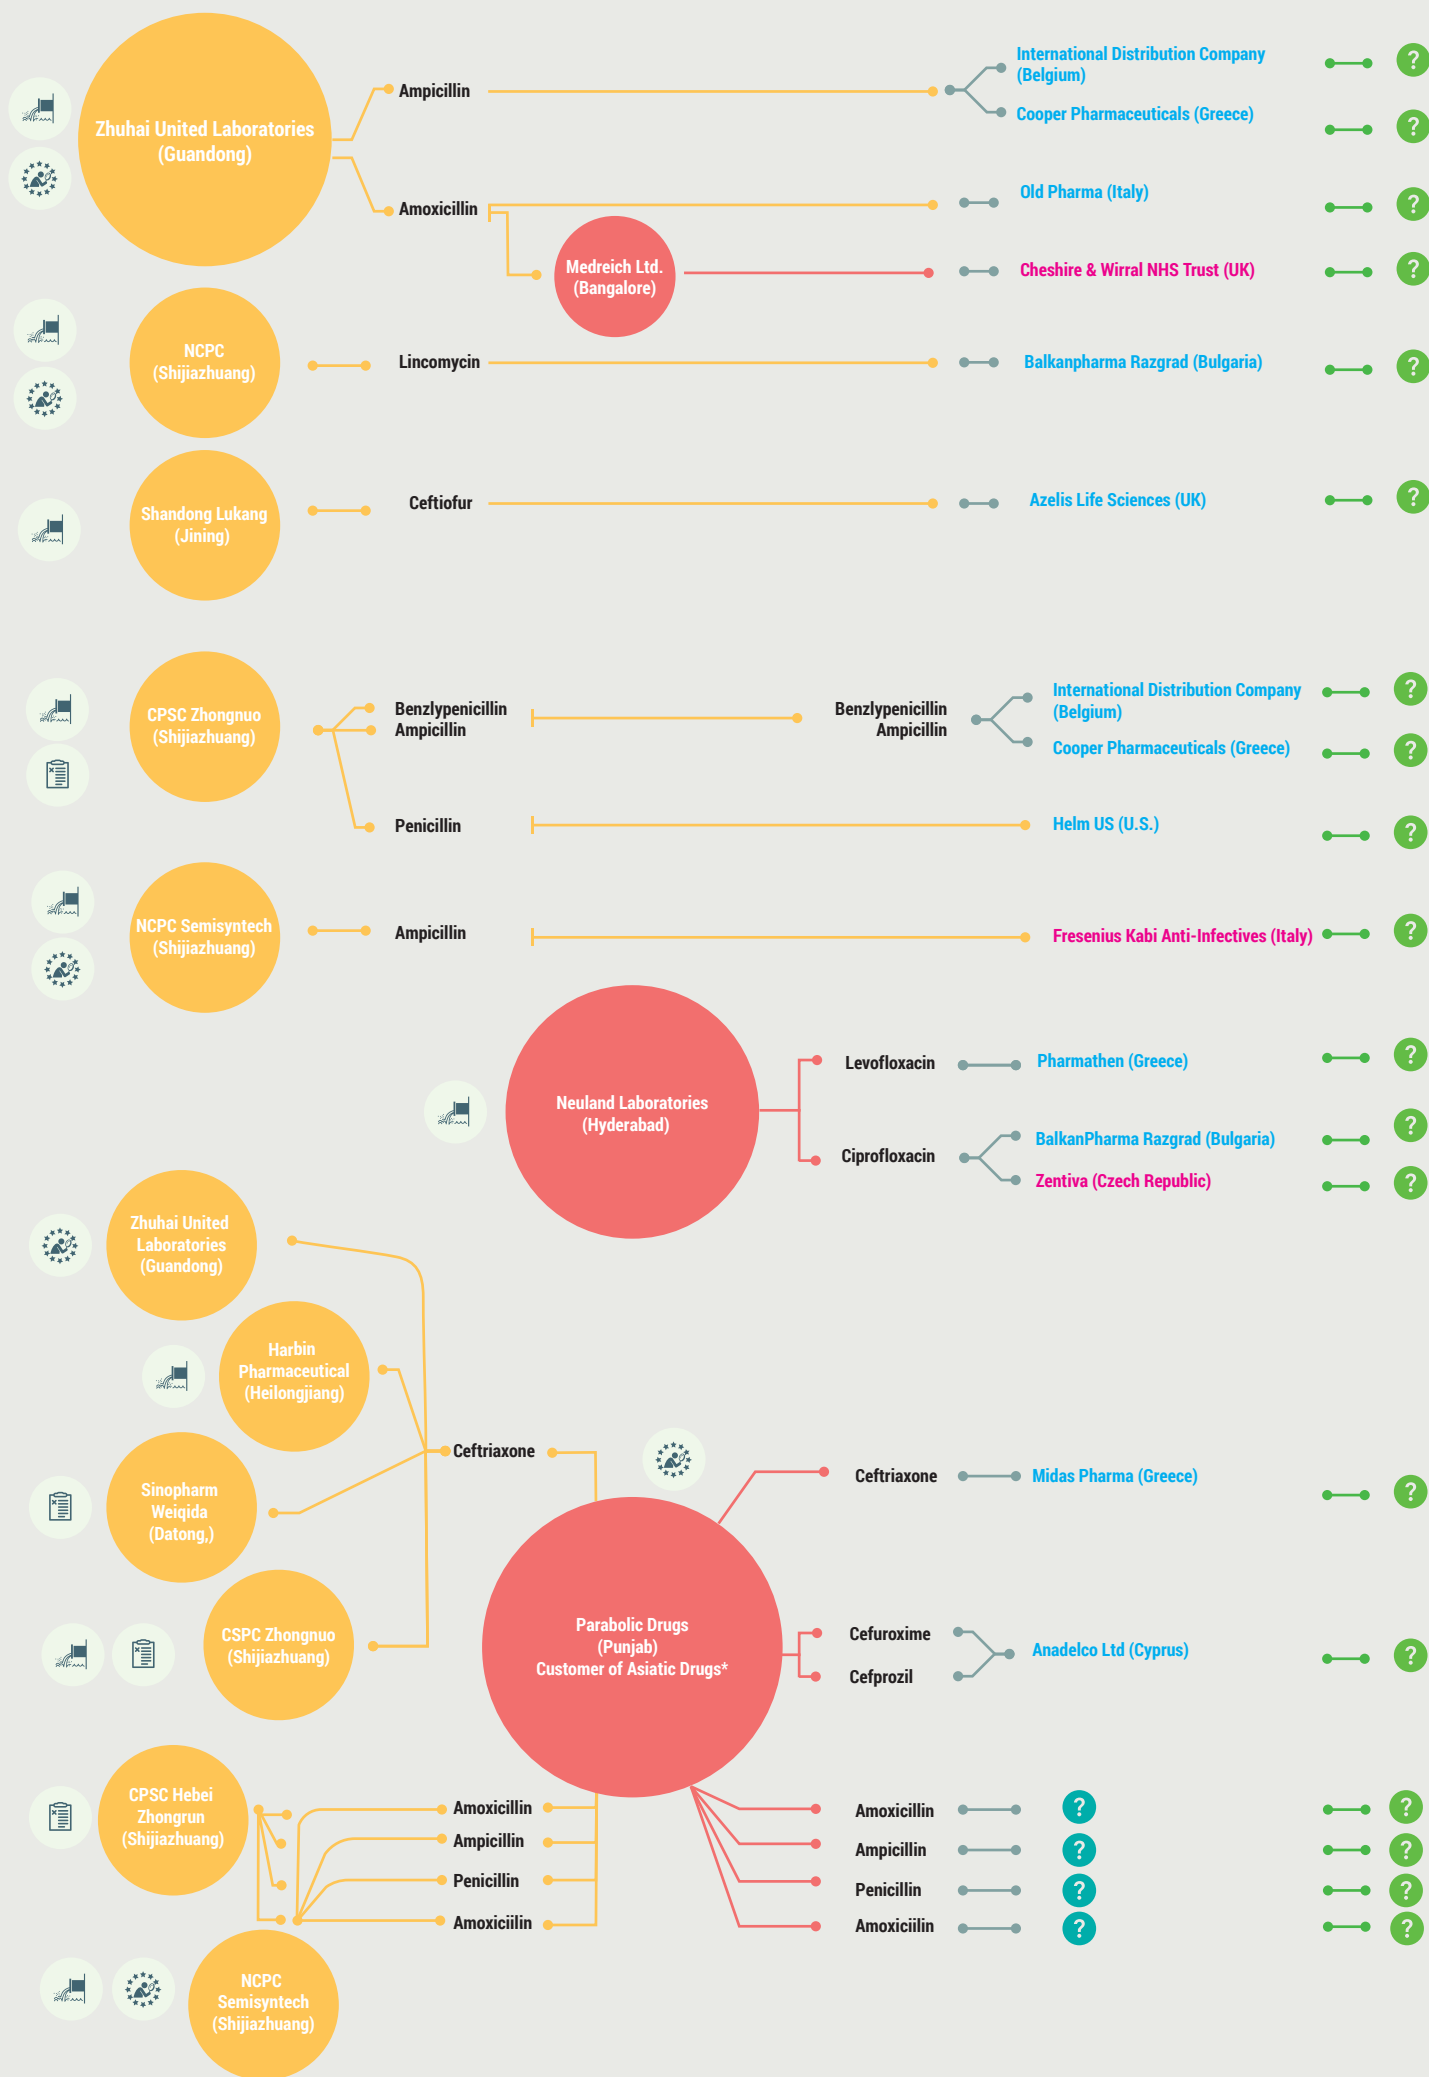 Zhuhai United Laboratories
(Guandong)
Ampicillin
International Distribution Company
(Belgium)
?
Cooper Pharmaceuticals (Greece)
?
Amoxicillin
Old Pharma (Italy)
?
Medreich Ltd.
(Bangalore)
Cheshire & Wirral NHS Trust (UK)
?
NCPC
(Shijiazhuang)
Lincomycin
Balkanpharma Razgrad (Bulgaria)
?
Shandong Lukang
(Jining)
Ceftiofur
Azelis Life Sciences (UK)
?
CPSC Zhongnuo
(Shijiazhuang)
Benzlypenicillin
Ampicillin
Benzlypenicillin
Ampicillin
International Distribution Company
(Belgium)
?
Cooper Pharmaceuticals (Greece)
?
Penicillin
Helm US (U.S.)
?
NCPC Semisyntech
(Shijiazhuang)
Ampicillin
Fresenius Kabi Anti-Infectives (Italy)
?
Neuland Laboratories
(Hyderabad)
Levofloxacin
Pharmathen (Greece)
?
Ciprofloxacin
BalkanPharma Razgrad (Bulgaria)
?
Zentiva (Czech Republic)
?
Zhuhai United
Laboratories
(Guandong)
Harbin
Pharmaceutical
(Heilongjiang)
Sinopharm
Weiqida
(Datong,)
CSPC Zhongnuo
(Shijiazhuang)
Ceftriaxone
Parabolic Drugs
(Punjab)
Customer of Asiatic Drugs*
Ceftriaxone
Midas Pharma (Greece)
?
Cefuroxime
Cefprozil
Anadelco Ltd (Cyprus)
?
CPSC Hebei
Zhongrun
(Shijiazhuang)
NCPC
Semisyntech
(Shijiazhuang)
Amoxicillin
Ampicillin
Penicillin
Amoxiciilin
Amoxicillin
?
?
Ampicillin
?
?
Penicillin
?
?
Amoxiciilin
?
?